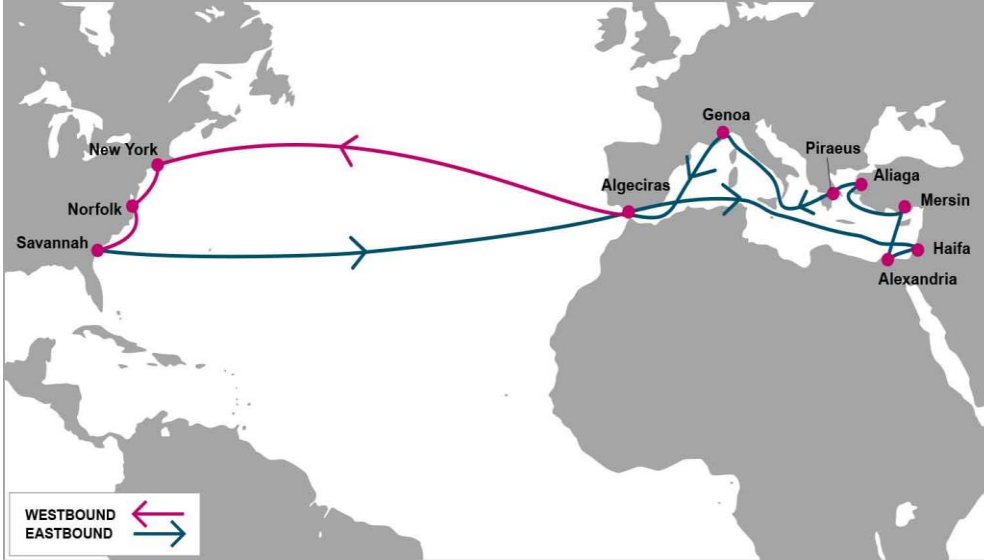 Genoa
New York
Piraeus
Aliaga
Algeciras
Mersin
Norfolk
Savannah
Haifa
Alexandria
WESTBOUND
EASTBOUND